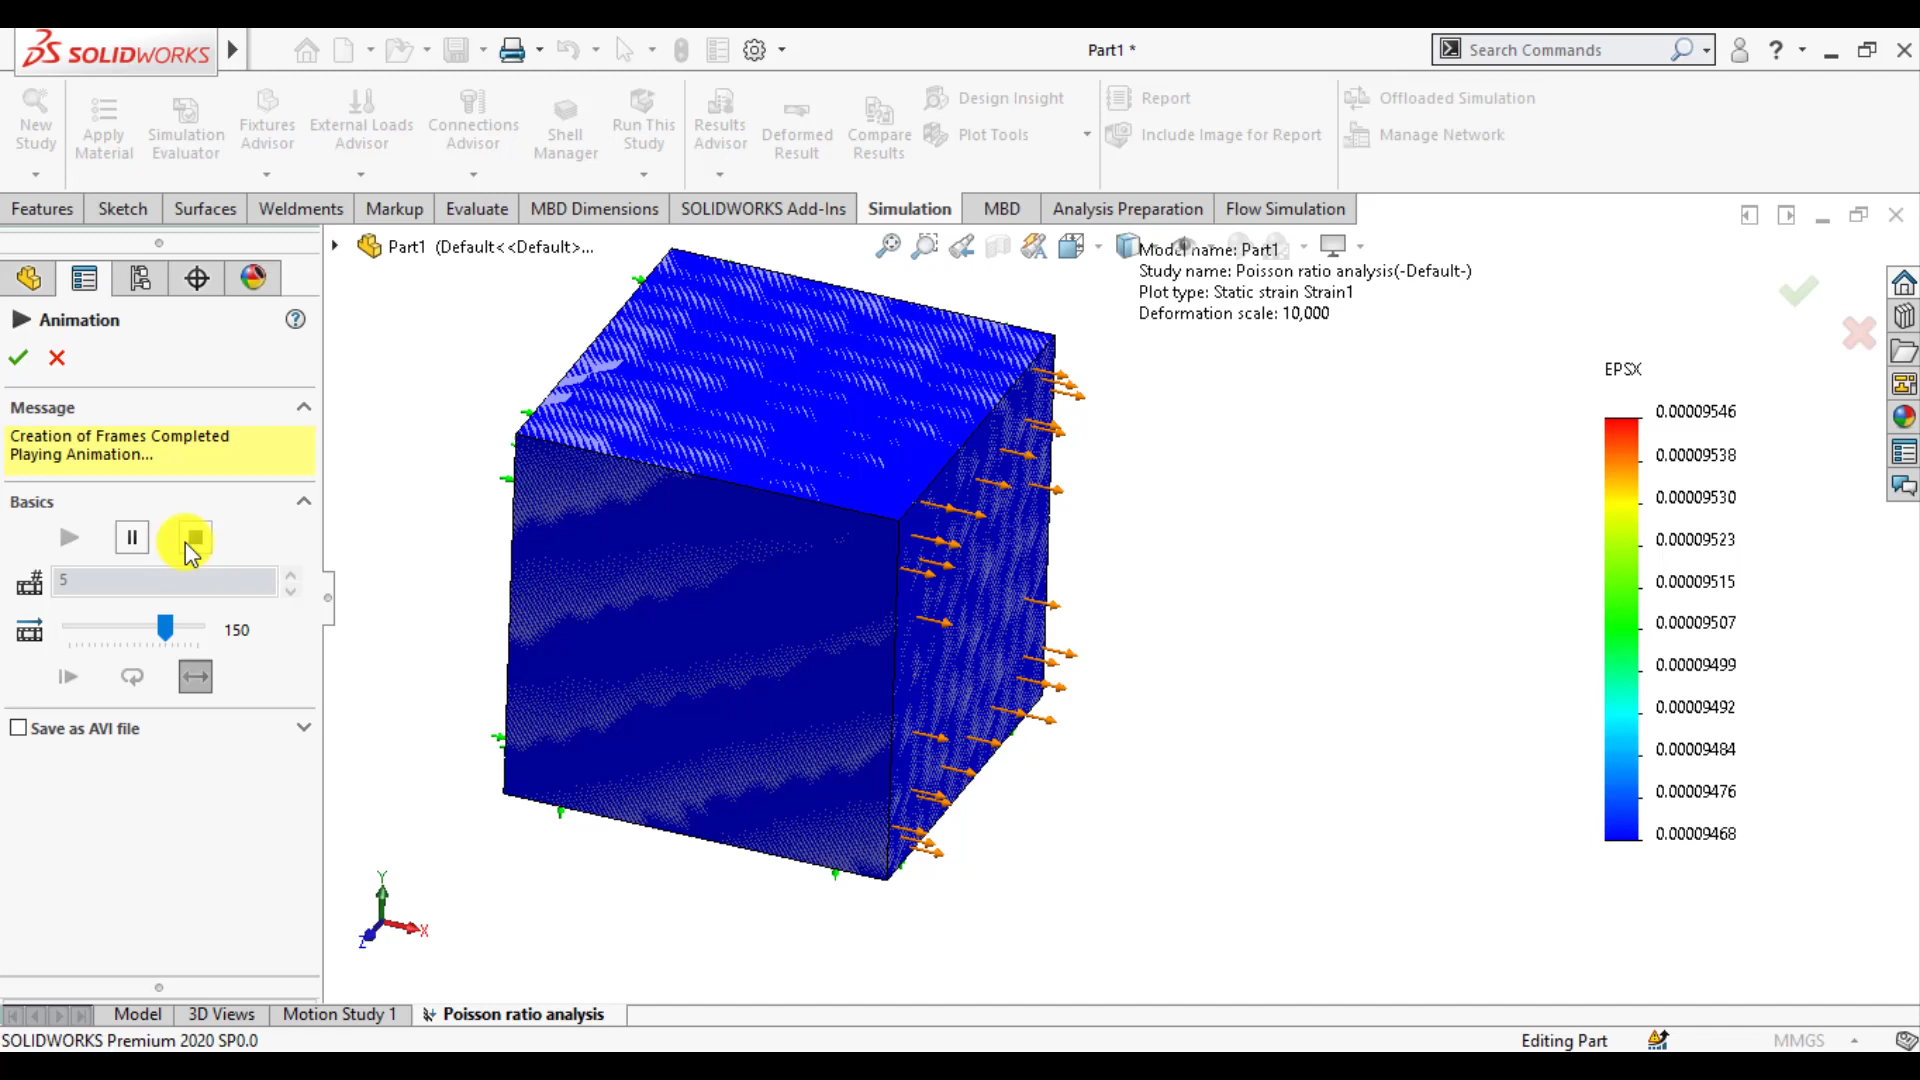 SOLIDWORKS
Part1 *
Search Commands
?
New Study
Apply Material
Simulation Evaluator
Fixtures Advisor
External Loads Advisor
Connections Advisor
Shell Manager
Run This Study
Results Advisor
Deformed Result
Compare Results
Design Insight
Plot Tools
Report
Include Image for Report
Offloaded Simulation
Manage Network
Features
Sketch
Surfaces
Weldments
Markup
Evaluate
MBD Dimensions
SOLIDWORKS Add-Ins
Simulation
MBD
Analysis Preparation
Flow Simulation
Part1 (Default<<Default>...
Model name: Part1
Study name: Poisson ratio analysis(-Default-)
Plot type: Static strain Strain1
Deformation scale: 10,000
Animation
?
Message
Creation of Frames Completed
Playing Animation...
Basics
#
5
150
Save as AVI file
EPSX
0.00009546
0.00009538
0.00009530
0.00009523
0.00009515
0.00009507
0.00009499
0.00009492
0.00009484
0.00009476
0.00009468
Y
X
Z
Model
3D Views
Motion Study 1
Poisson ratio analysis
SOLIDWORKS Premium 2020 SP0.0
Editing Part
MMGS